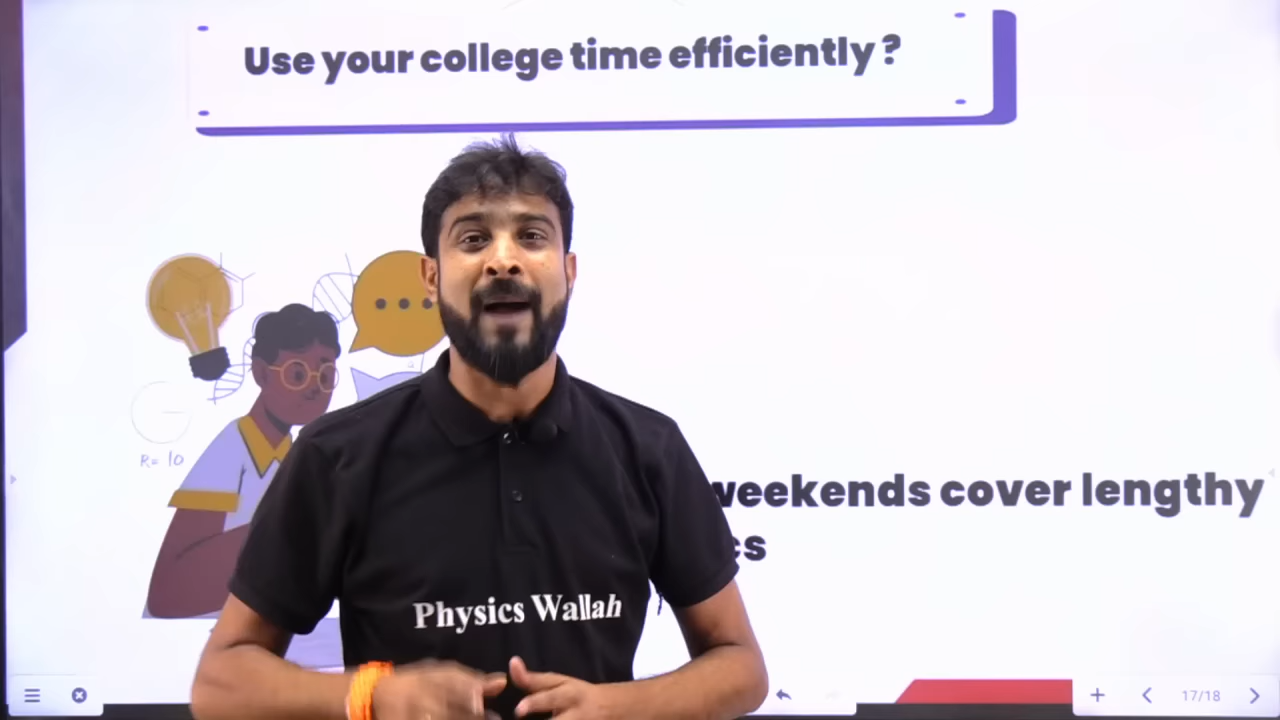 Use your college time efficiently ?
R= 10
weekends cover lengthy
Physics Wallah
17/18